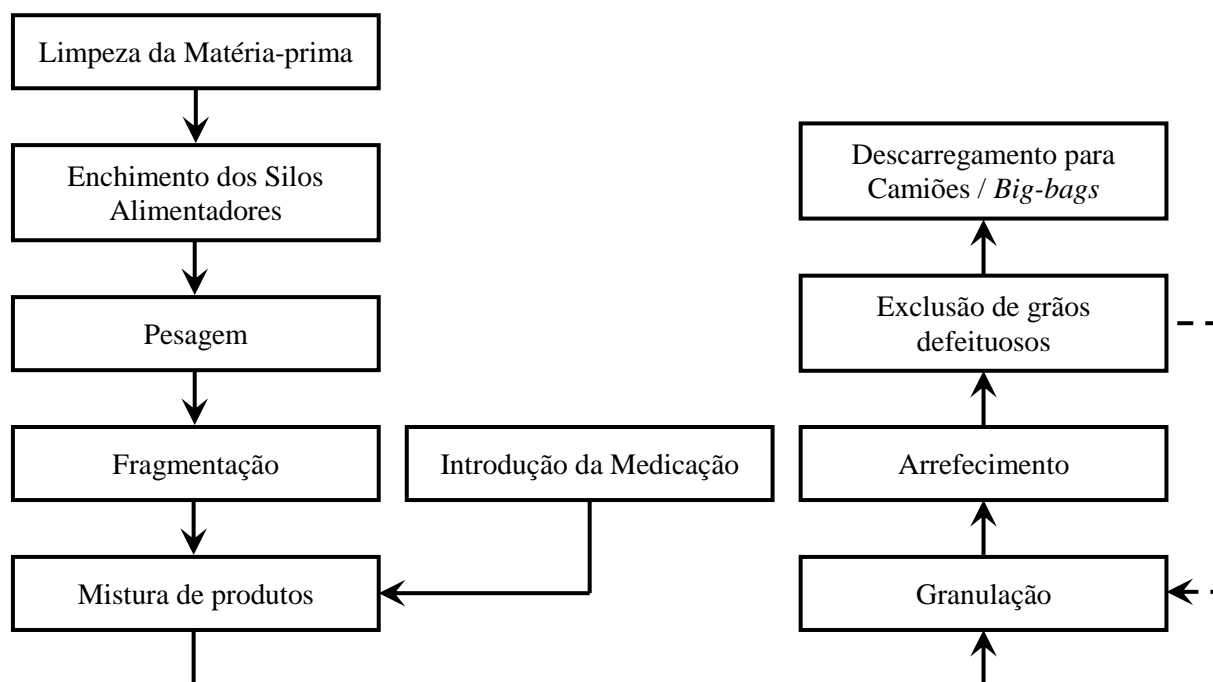 Limpeza da Matéria-prima
Enchimento dos Silos
Alimentadores
Pesagem
Fragmentação
Introdução da Medicação
Mistura de produtos
Descarregamento para
Camiões / Big-bags
Exclusão de grãos
defeituosos
Arrefecimento
Granulação